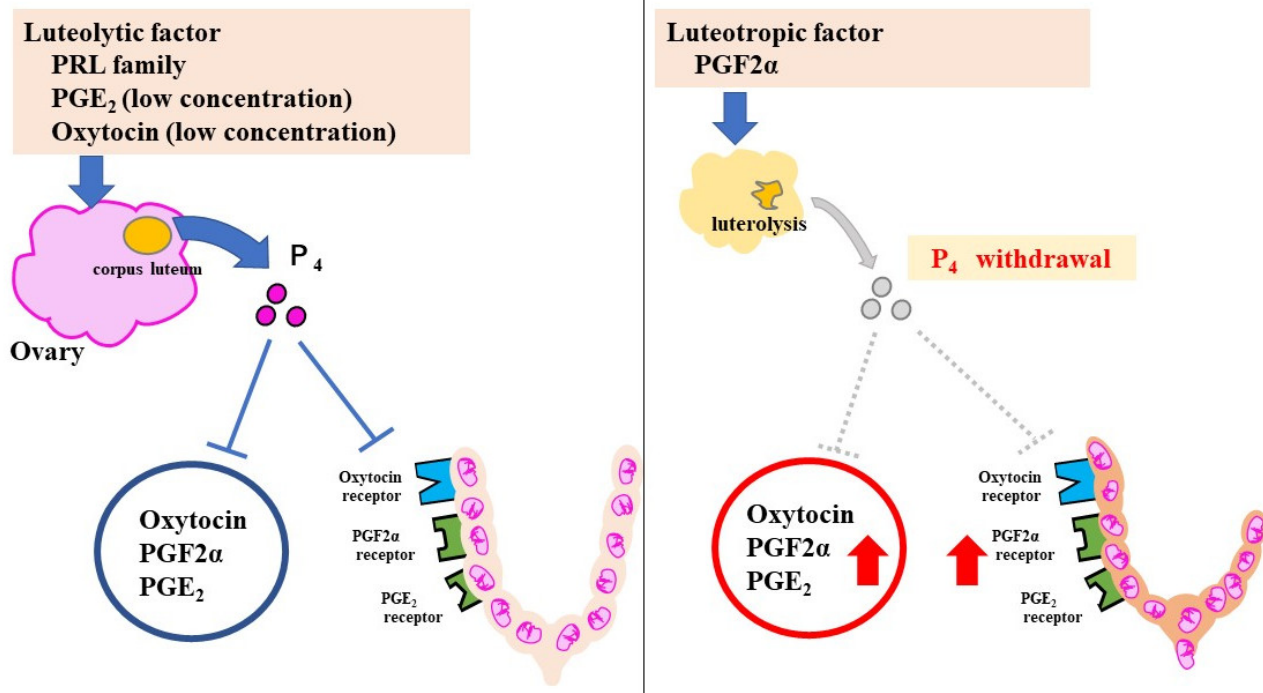 Luteolytic factor
PRL family
PGE₂ (low concentration)
Oxytocin (low concentration)
corpus luteum
P₄
Ovary
Oxytocin
PGF2α
PGE₂
Oxytocin
receptor
PGF2α
receptor
PGE₂
receptor
Luteotropic factor
PGF2α
luterolysis
P₄ withdrawal
Oxytocin
PGF2α
PGE₂
Oxytocin
receptor
PGF2α
receptor
PGE₂
receptor